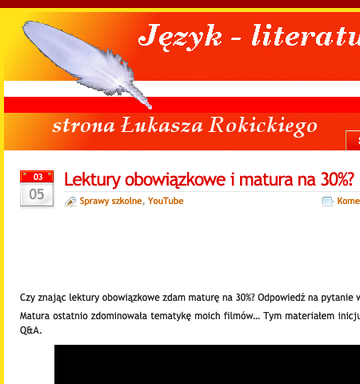 Język - literatu
strona Łukasza Rokickiego
03
05
Lektury obowiązkowe i matura na 30%?
Sprawy szkolne, YouTube
Kome
Czy znając lektury obowiązkowe zdam maturę na 30%? Odpowiedź na pytanie w
Matura ostatnio zdominowała tematykę moich filmów… Tym materiałem inicju
Q&A.